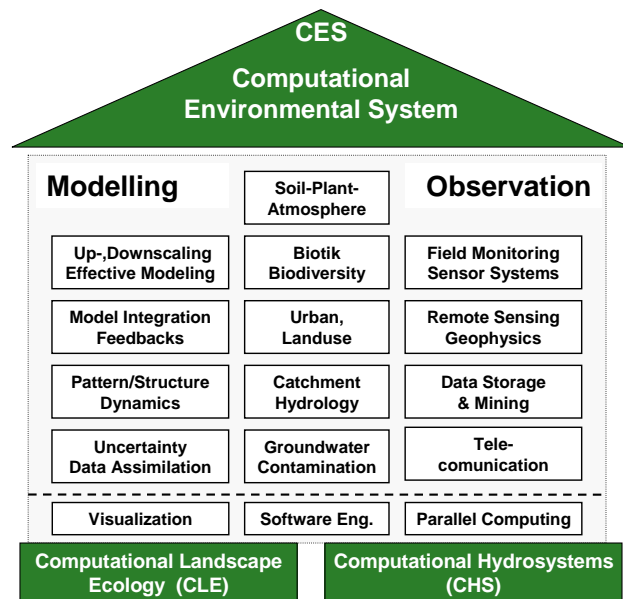 CES
Computational
Environmental System
Modelling
Soil-Plant-
Atmosphere
Observation
Up-,Downscaling
Effective Modeling
Biotik
Biodiversity
Field Monitoring
Sensor Systems
Model Integration
Feedbacks
Urban,
Landuse
Remote Sensing
Geophysics
Pattern/Structure
Dynamics
Catchment
Hydrology
Data Storage
& Mining
Uncertainty
Data Assimilation
Groundwater
Contamination
Tele-
comunication
Visualization
Software Eng.
Parallel Computing
Computational Landscape
Ecology (CLE)
Computational Hydrosystems
(CHS)